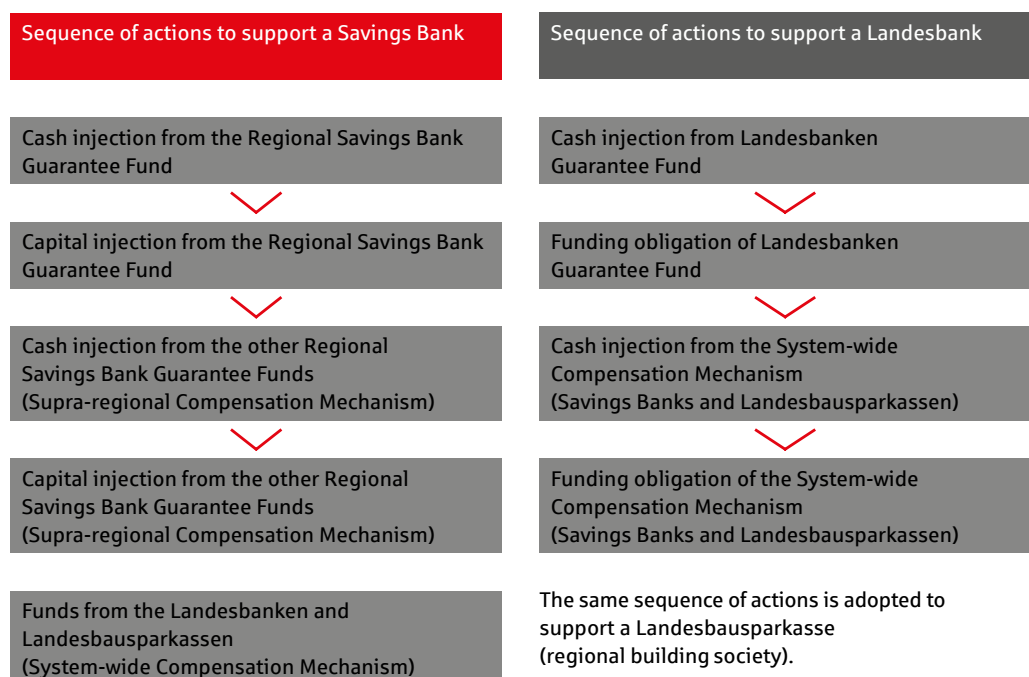 Sequence of actions to support a Savings Bank
Cash injection from the Regional Savings Bank
Guarantee Fund
Capital injection from the Regional Savings Bank
Guarantee Fund
Cash injection from the other Regional
Savings Bank Guarantee Funds
(Supra-regional Compensation Mechanism)
Capital injection from the other Regional
Savings Bank Guarantee Funds
(Supra-regional Compensation Mechanism)
Funds from the Landesbanken and
Landesbausparkassen
(System-wide Compensation Mechanism)
Sequence of actions to support a Landesbank
Cash injection from Landesbanken
Guarantee Fund
Funding obligation of Landesbanken
Guarantee Fund
Cash injection from the System-wide
Compensation Mechanism
(Savings Banks and Landesbausparkassen)
Funding obligation of the System-wide
Compensation Mechanism
(Savings Banks and Landesbausparkassen)
The same sequence of actions is adopted to
support a Landesbausparkasse
(regional building society).